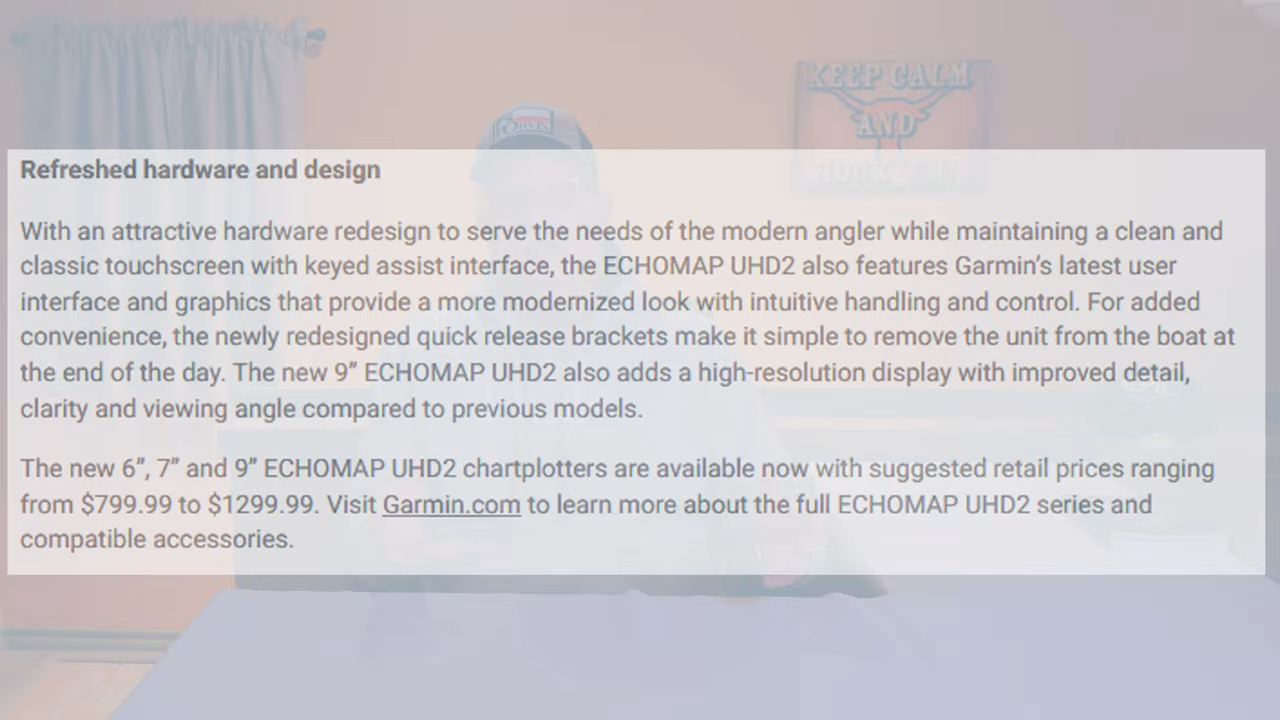 KEEP CALM
AND
ORVIS
Refreshed hardware and design
With an attractive hardware redesign to serve the needs of the modern angler while maintaining a clean and
classic touchscreen with keyed assist interface, the ECHOMAP UHD2 also features Garmin’s latest user
interface and graphics that provide a more modernized look with intuitive handling and control. For added
convenience, the newly redesigned quick release brackets make it simple to remove the unit from the boat at
the end of the day. The new 9” ECHOMAP UHD2 also adds a high-resolution display with improved detail,
clarity and viewing angle compared to previous models.
The new 6”, 7” and 9” ECHOMAP UHD2 chartplotters are available now with suggested retail prices ranging
from $799.99 to $1299.99. Visit Garmin.com to learn more about the full ECHOMAP UHD2 series and
compatible accessories.